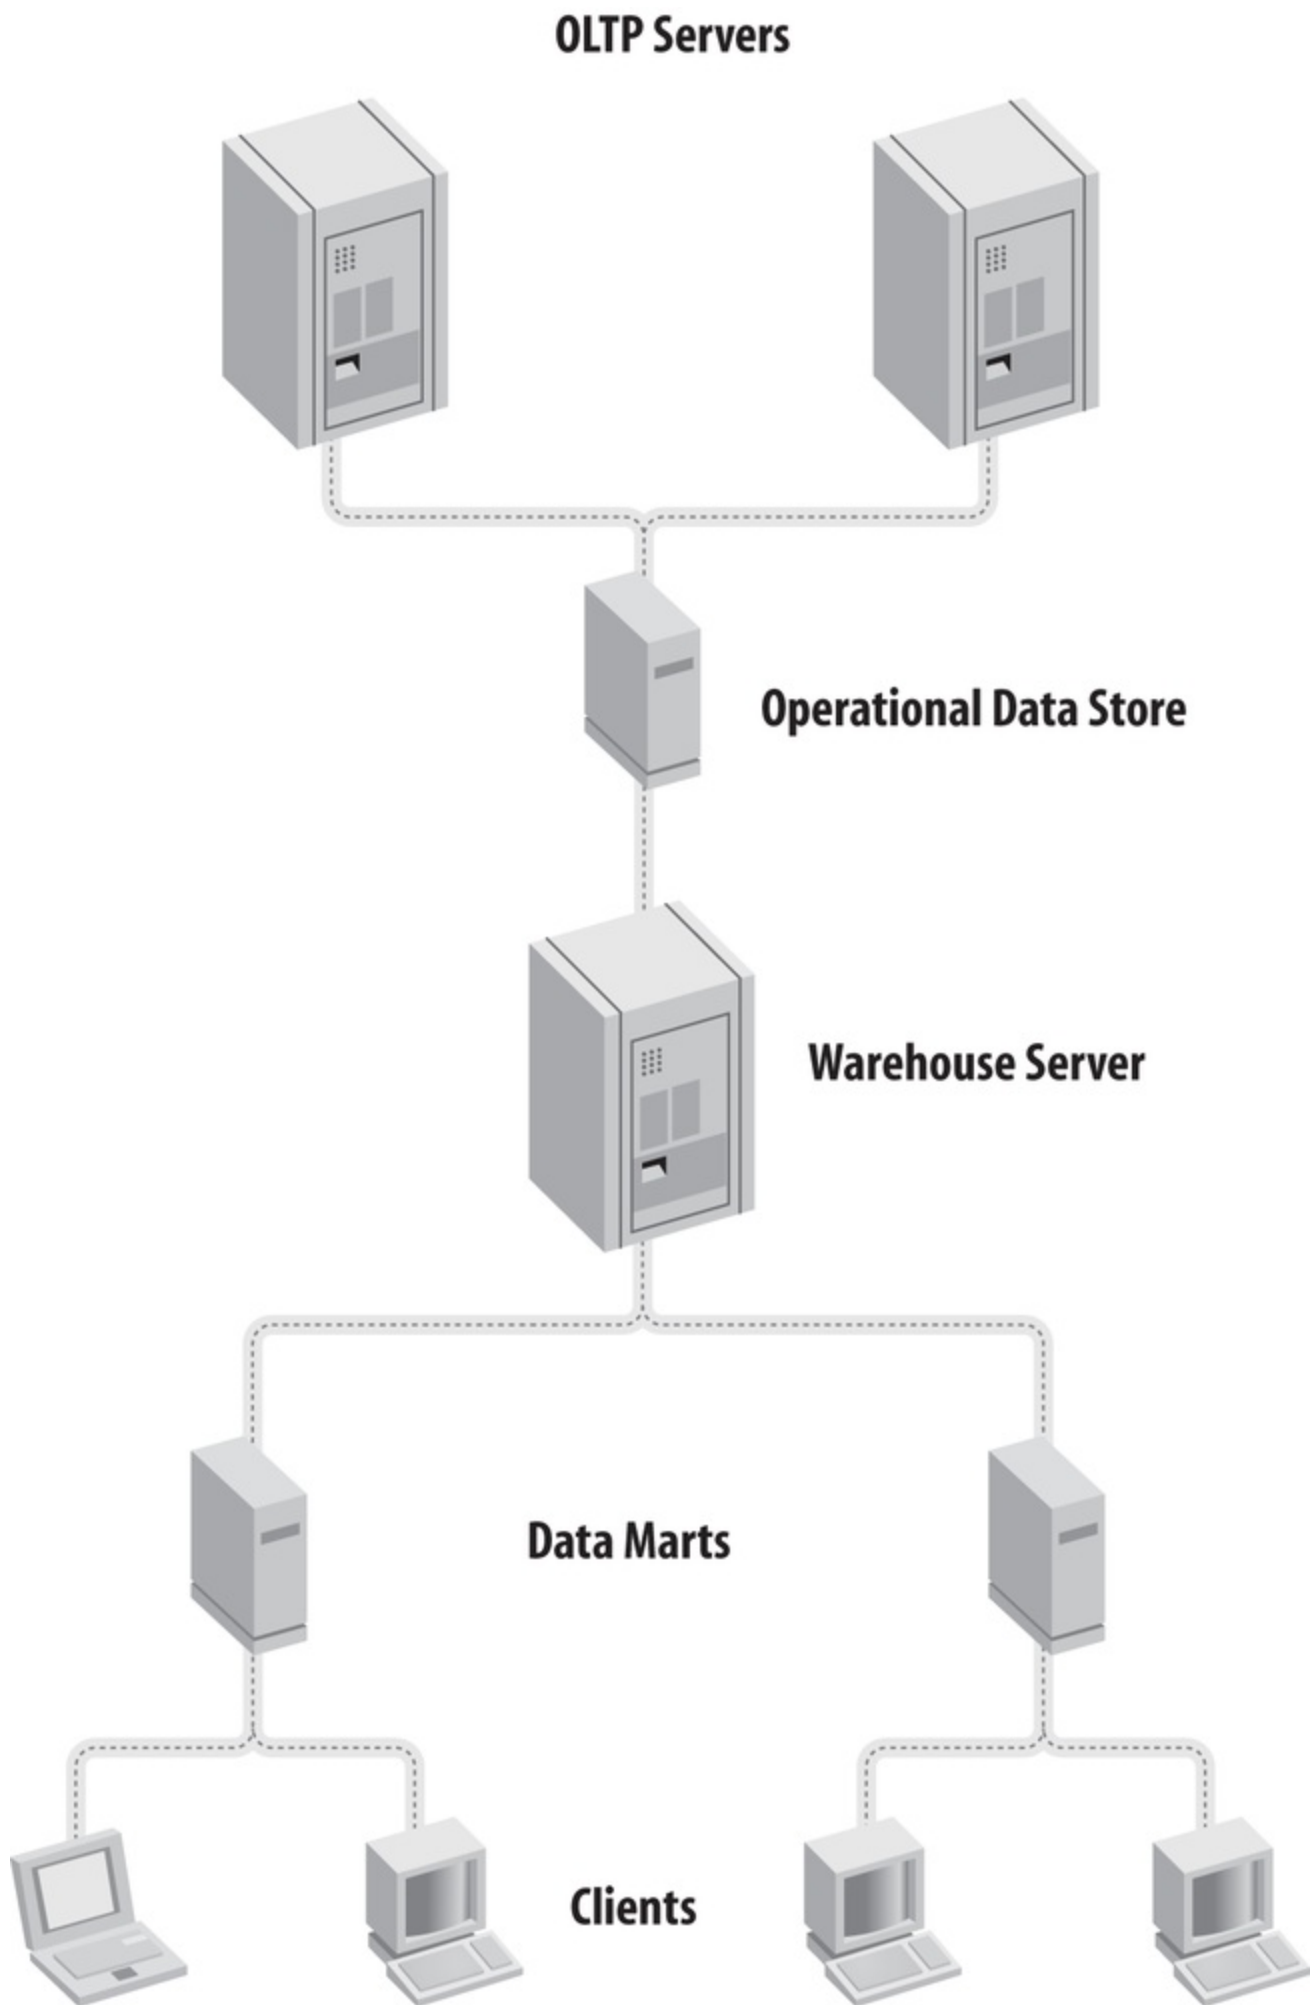 OLTP Servers
Operational Data Store
Warehouse Server
Data Marts
Clients